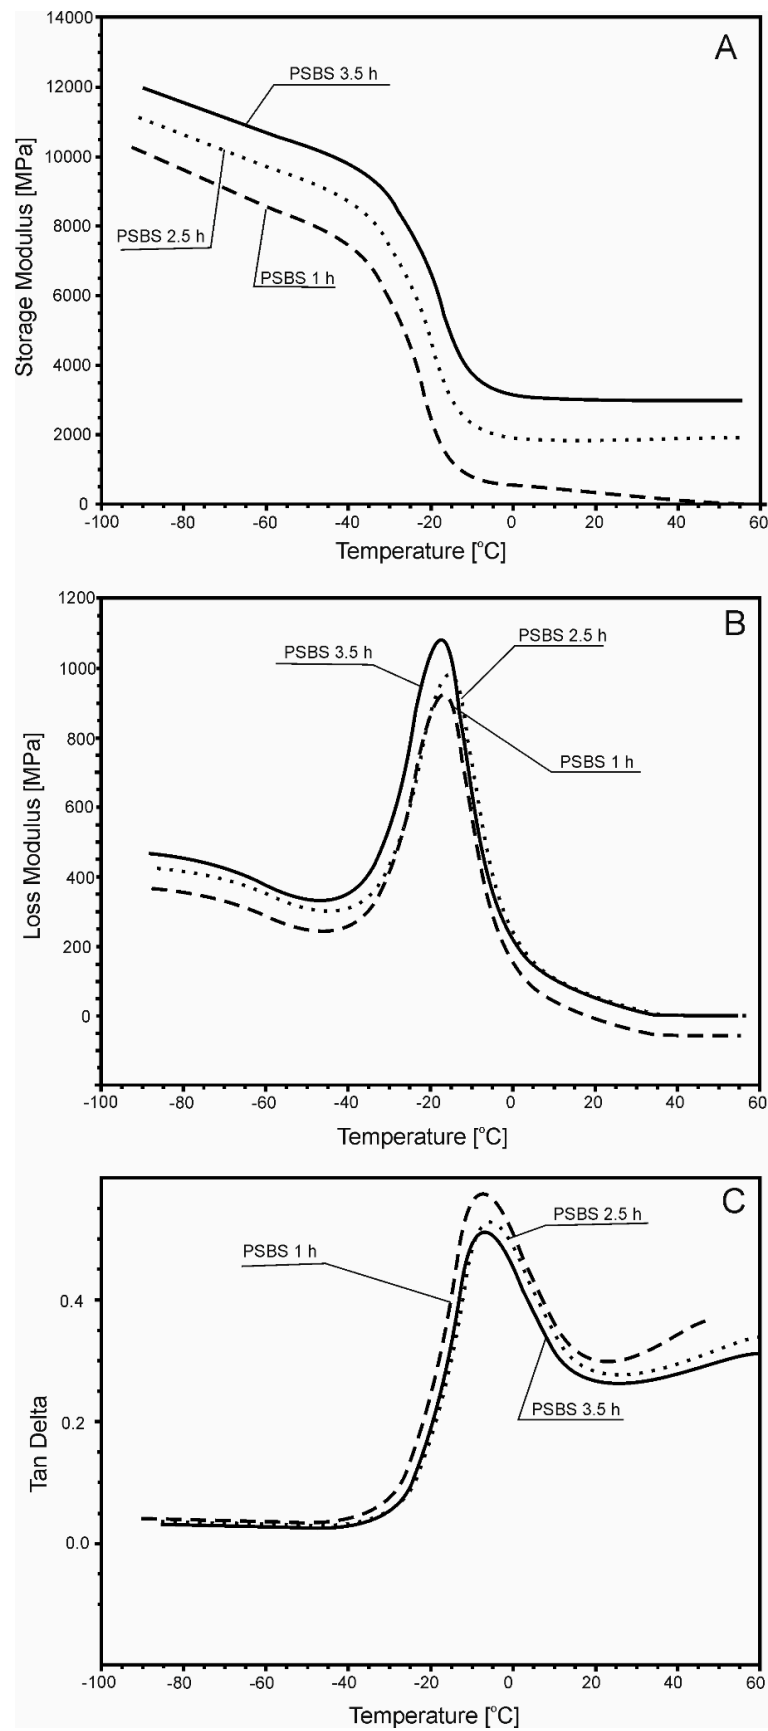 A
PSBS 3.5 h
PSBS 2.5 h
PSBS 1 h
Storage Modulus [MPa]
14000
12000
10000
8000
6000
4000
2000
0
-100 -80 -60 -40 -20 0 20 40 60
Temperature [°C]
B
PSBS 3.5 h
PSBS 2.5 h
PSBS 1 h
Loss Modulus [MPa]
1200
1000
800
600
400
200
0
-100 -80 -60 -40 -20 0 20 40 60
Temperature [°C]
C
PSBS 2.5 h
PSBS 1 h
PSBS 3.5 h
Tan Delta
0.4
0.2
0.0
-100 -80 -60 -40 -20 0 20 40 60
Temperature [°C]